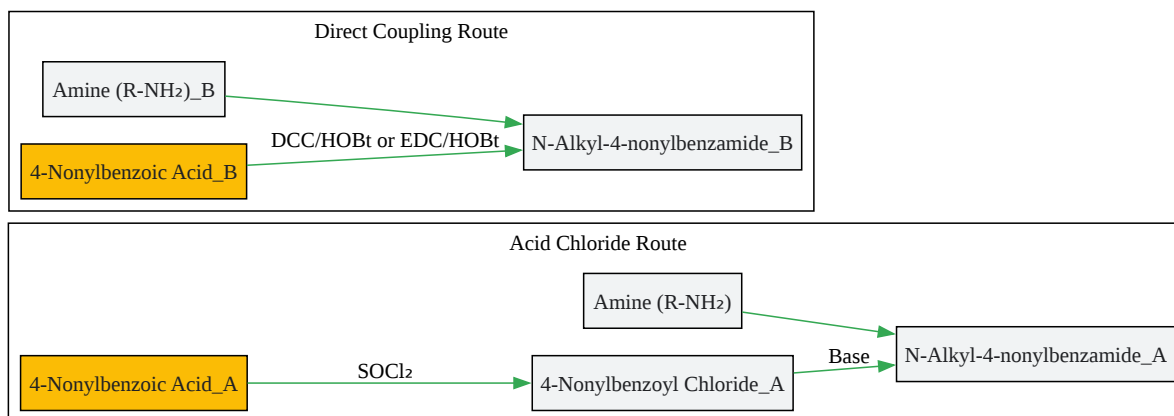 Direct Coupling Route
Amine (R-NH₂)_B
DCC/HOBt or EDC/HOBt
N-Alkyl-4-nonylbenzamide_B
4-Nonylbenzoic Acid_B
Acid Chloride Route
Amine (R-NH₂)
N-Alkyl-4-nonylbenzamide_A
Base
SOCl₂
4-Nonylbenzoic Acid_A
4-Nonylbenzoyl Chloride_A